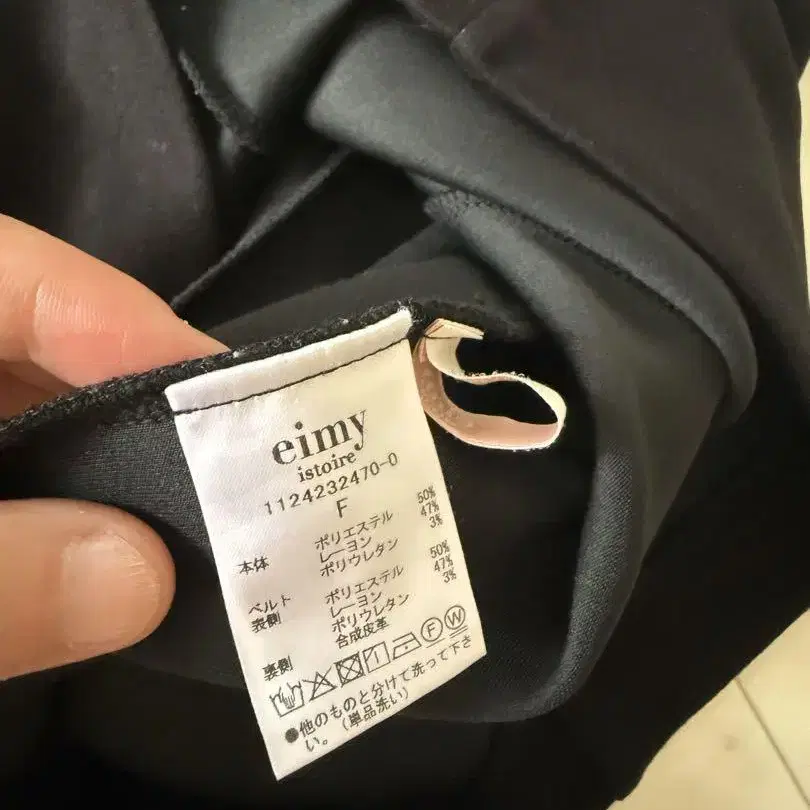 eimy
istoire
1124232470-0
F
本体 ポリエステル 50%
レーヨン 47%
ポリウレタン 3%
ベルト
表側 ポリエステル 50%
レーヨン 47%
ポリウレタン 3%
裏側 合成皮革
F W
●他のものと分けて洗って下さ
い。(単品洗い)